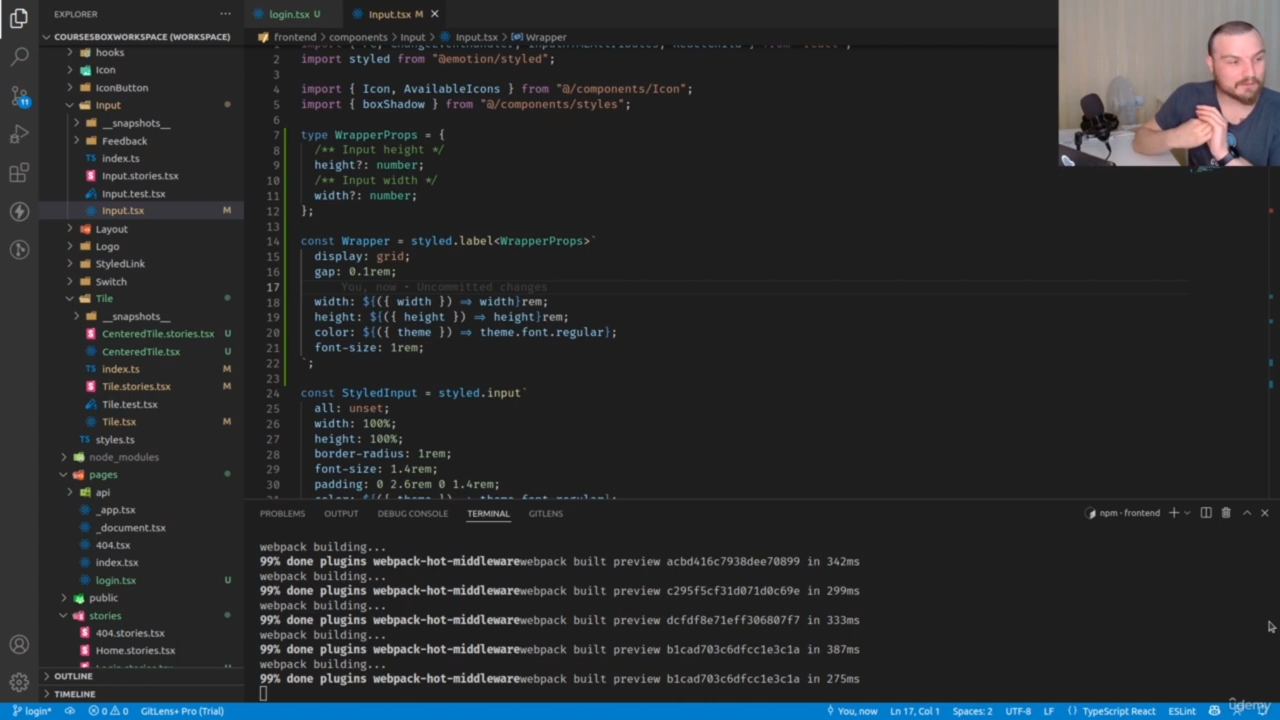 EXPLORER
COURSESBOXWORKSPACE (WORKSPACE)
hooks
Icon
IconButton
Input
__snapshots__
Feedback
index.ts
Input.stories.tsx
Input.test.tsx
Input.tsx M
Layout
Logo
StyledLink
Switch
Tile
__snapshots__
CenteredTile.stories.tsx U
CenteredTile.tsx U
index.ts M
Tile.stories.tsx M
Tile.test.tsx
Tile.tsx M
styles.ts
node_modules
pages
api
_app.tsx
_document.tsx
404.tsx
index.tsx
login.tsx U
public
stories
404.stories.tsx
Home.stories.tsx
OUTLINE
TIMELINE
11
login.tsx U
Input.tsx M
frontend > components > Input > Input.tsx > Wrapper
2 import styled from "@emotion/styled";
3
4 import { Icon, AvailableIcons } from "@/components/Icon";
5 import { boxShadow } from "@/components/styles";
6
7 type WrapperProps = {
8 /** Input height */
9 height?: number;
10 /** Input width */
11 width?: number;
12 };
13
14 const Wrapper = styled.label<WrapperProps>`
15 display: grid;
16 gap: 0.1rem;
17 You, now • Uncommitted changes
18 width: ${({ width }) => width}rem;
19 height: ${({ height }) => height}rem;
20 color: ${({ theme }) => theme.font.regular};
21 font-size: 1rem;
22 `;
23
24 const StyledInput = styled.input`
25 all: unset;
26 width: 100%;
27 height: 100%;
28 border-radius: 1rem;
29 font-size: 1.4rem;
30 padding: 0 2.6rem 0 1.4rem;
PROBLEMS OUTPUT DEBUG CONSOLE TERMINAL GITLENS
npm - frontend
webpack building...
99% done plugins webpack-hot-middlewarewebpack built preview acbd416c7938dee70899 in 342ms
webpack building...
99% done plugins webpack-hot-middlewarewebpack built preview c295f5cf31d071d0c69e in 299ms
webpack building...
99% done plugins webpack-hot-middlewarewebpack built preview dcfdf8e71eff306807f7 in 333ms
webpack building...
99% done plugins webpack-hot-middlewarewebpack built preview b1cad703c6dfcc1e3c1a in 387ms
webpack building...
99% done plugins webpack-hot-middlewarewebpack built preview b1cad703c6dfcc1e3c1a in 275ms
login* 0 0 GitLens+ Pro (Trial)
You, now Ln 17, Col 1 Spaces: 2 UTF-8 LF {} TypeScript React ESLint
udemy